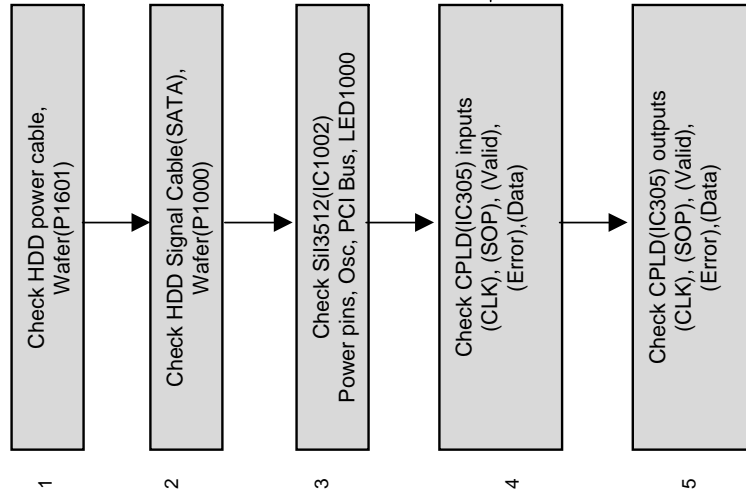 1
Check HDD power cable,
Wafer(P1601)
2
Check HDD Signal Cable(SATA),
Wafer(P1000)
3
Check SiI3512(IC1002)
Power pins, Osc, PCI Bus, LED1000
4
Check CPLD(IC305) inputs
(CLK), (SOP), (Valid),
(Error),(Data)
5
Check CPLD(IC305) outputs
(CLK), (SOP), (Valid),
(Error),(Data)